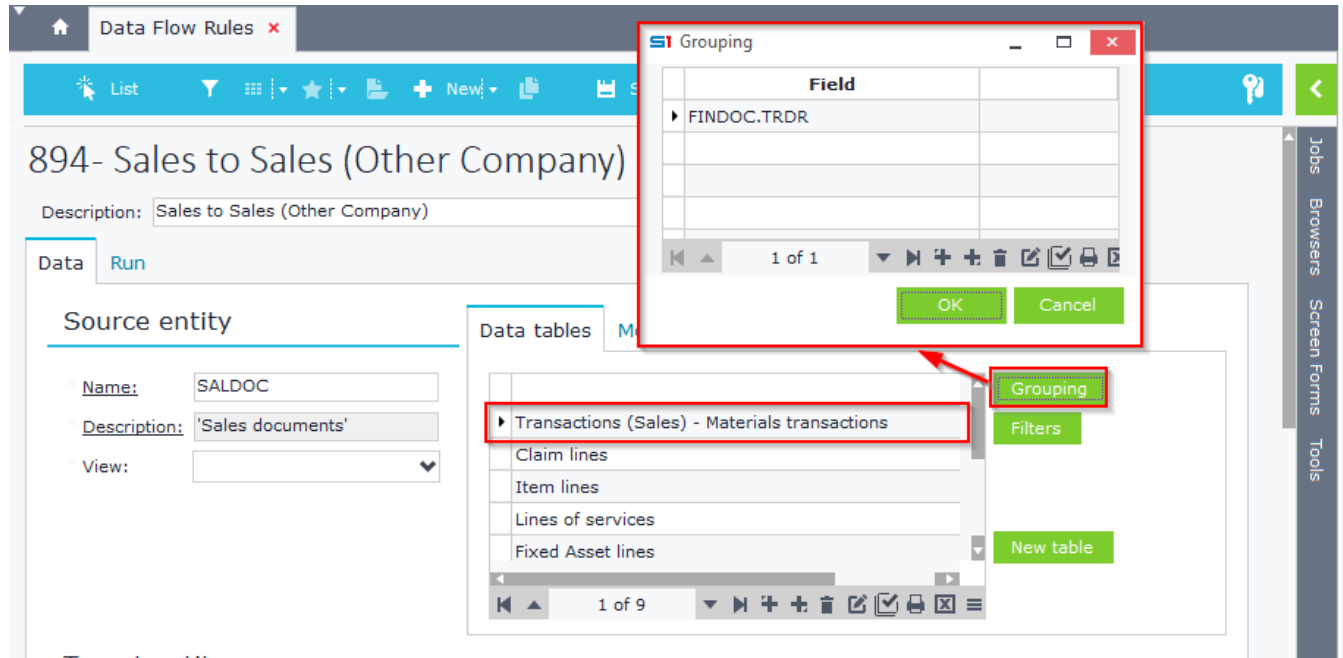 Data Flow Rules ×
List
New
894- Sales to Sales (Other Company)
Description: Sales to Sales (Other Company)
Data Run
Source entity
Name: SALDOC
Description: 'Sales documents'
View:
Data tables
Transactions (Sales) - Materials transactions
Claim lines
Item lines
Lines of services
Fixed Asset lines
1 of 9
Grouping
Filters
New table
S1 Grouping
Field
FINDOC.TRDR
1 of 1
OK Cancel
Jobs
Browsers
Screen Forms
Tools